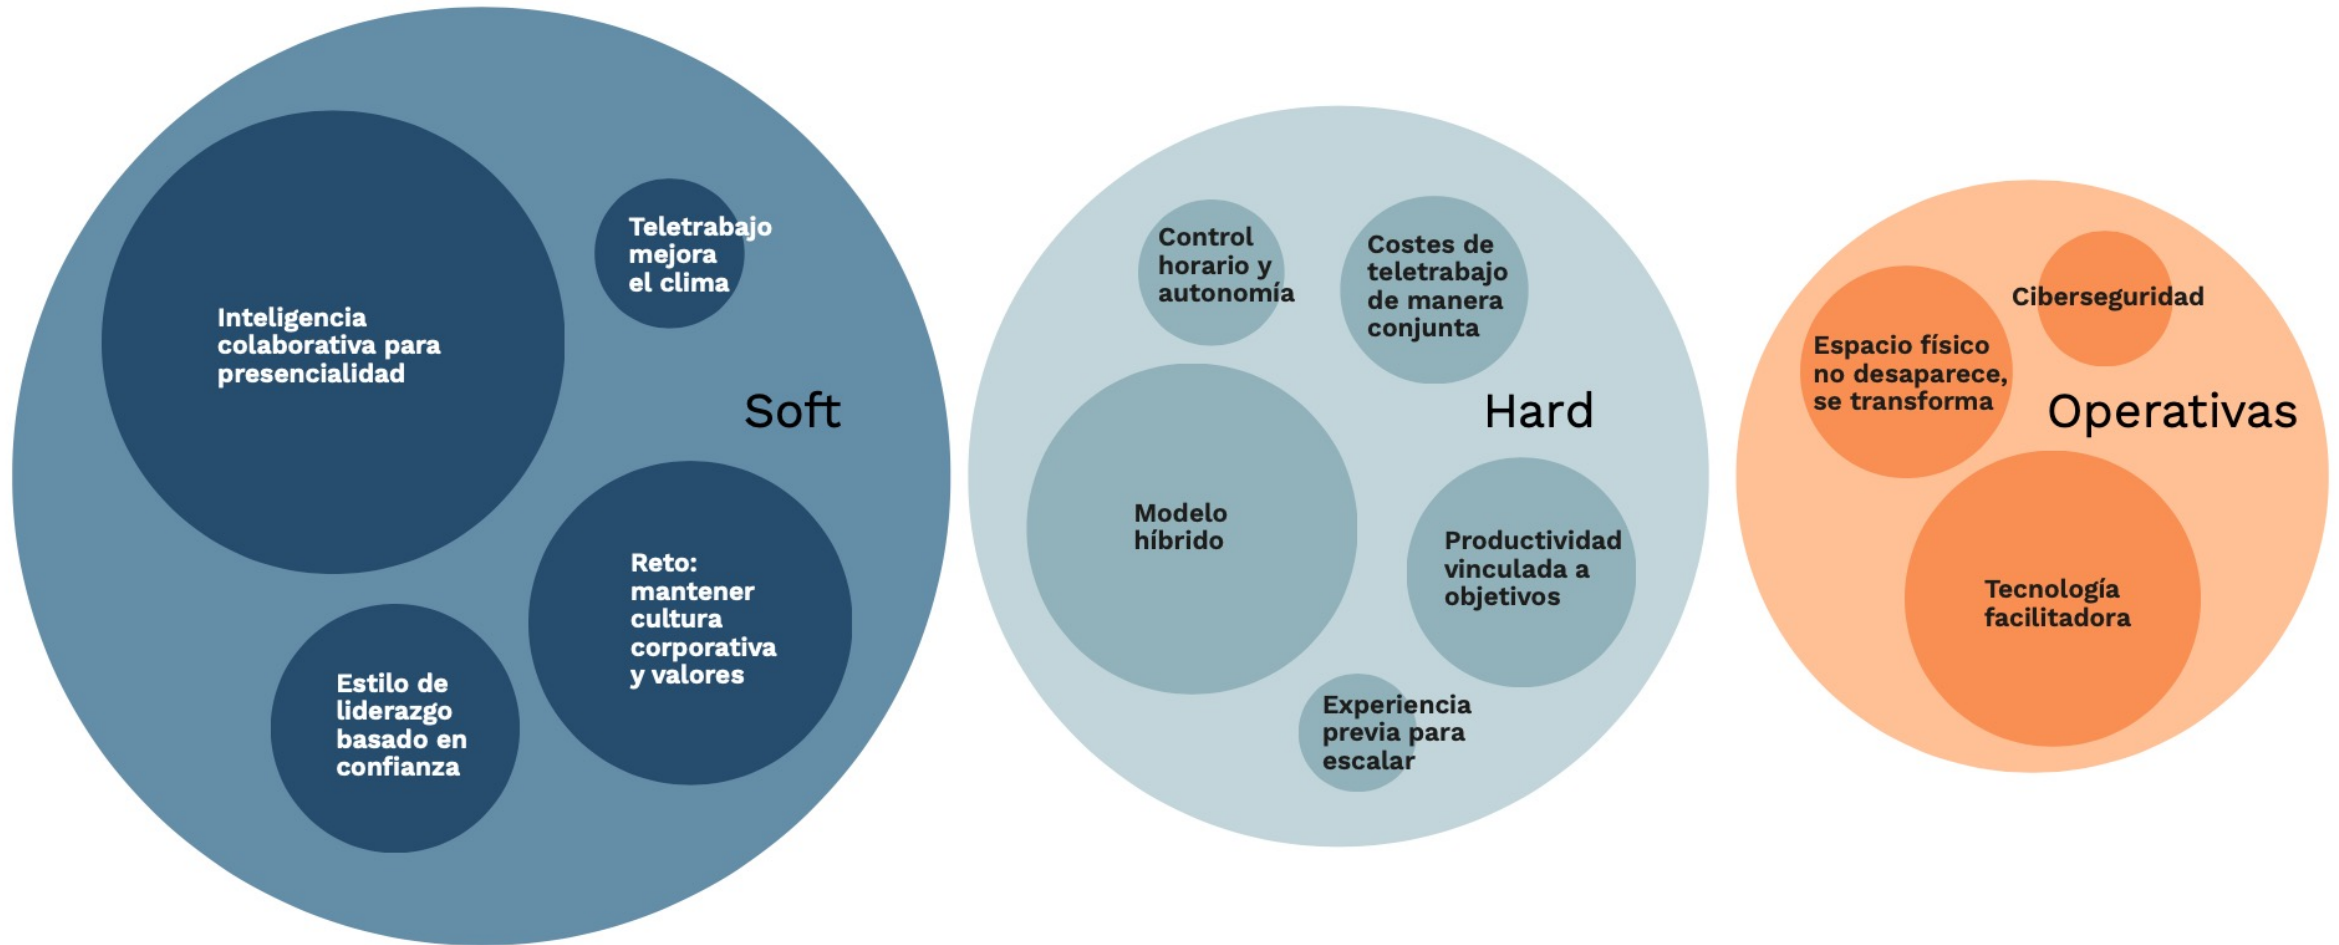 Inteligencia
colaborativa para
presencialidad
Teletrabajo
mejora
el clima
Soft
Reto:
mantener
cultura
corporativa
y valores
Estilo de
liderazgo
basado en
confianza
Control
horario y
autonomía
Costes de
teletrabajo
de manera
conjunta
Hard
Modelo
híbrido
Productividad
vinculada a
objetivos
Experiencia
previa para
escalar
Ciberseguridad
Espacio físico
no desaparece,
se transforma
Operativas
Tecnología
facilitadora